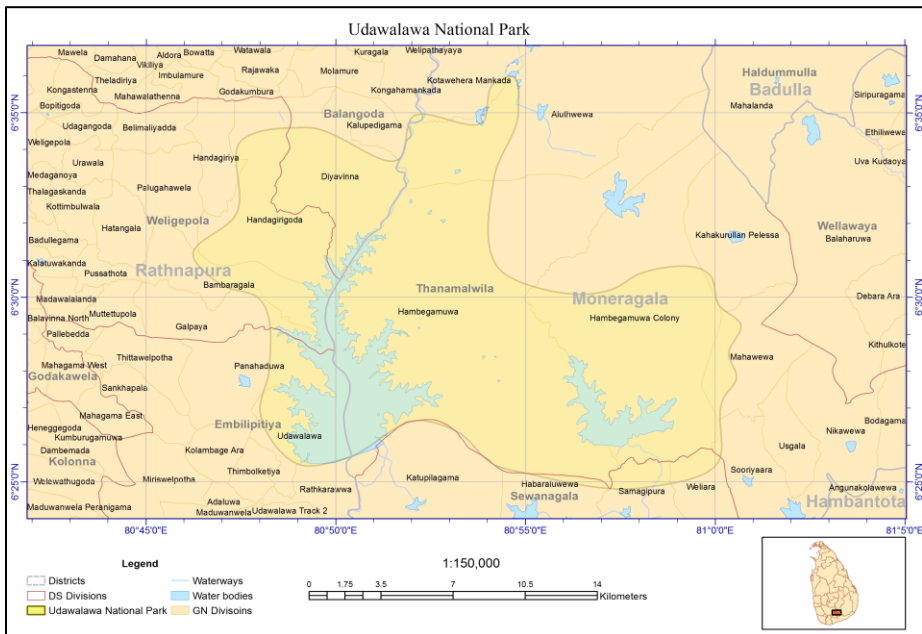 Udawalawa National Park
Mawela
Damahana
Aldora
Bowatta
Watawala
Kuragala
Welipathayaya
Vikiliya
Imbulamure
Rajawaka
Molamure
Haldummulla
Theladiriya
Kotawehera Mankada
Kongastenna
Mahawalathenna
Godakumbura
Kongahamankada
Badulla
Siripuragama
Bopitigoda
Balangoda
Aluthwewa
Mahalanda
6°35'0"N
6°35'0"N
Udagangoda
Belimaliyadda
Kalupedigama
Ethiliwewa
Weligepola
Urawala
Handagiriya
Uva Kudaoya
Medaganoya
Diyavinna
Thalagaskanda
Palugahawela
Kottimbulwala
Weligepola
Handagirigoda
Hatangala
Wellawaya
Badullegama
Kahakurullan Pelessa
Balaharuwa
Kalatuwakanda
Rathnapura
Pussathota
Bambaragala
Thanamalwila
Moneragala
Debara Ara
6°30'0"N
6°30'0"N
Madawalalanda
Muttettupola
Hambegamuwa
Hambegamuwa Colony
Balavinna North
Galpaya
Pallebedda
Kithulkote
Thittawelpotha
Mahawewa
Mahagama West
Panahaduwa
Godakawela
Sankhapala
Mahagama East
Embilipitiya
Bodagama
Heneggegoda
Kumburugamuwa
Udawalawa
Nikawewa
Dambemada
Kolambage Ara
Usgala
Kolonna
Thimbolketiya
Sooriyaara
6°25'0"N
6°25'0"N
Welewathugoda
Miriswelpotha
Rathkarawwa
Katupilagama
Habaraluwewa
Samagipura
Weliara
Angunakolawewa
Sewanagala
Hambantota
Maduwanwela Peranigama
Adaluwa
Maduwanwela
Udawalawa Track 2
80°45'0"E
80°50'0"E
80°55'0"E
81°0'0"E
81°5'0"E
Legend
Districts
DS Divisions
Udawalawa National Park
Waterways
Water bodies
GN Divisoins
1:150,000
0 1.75 3.5 7 10.5 14
Kilometers